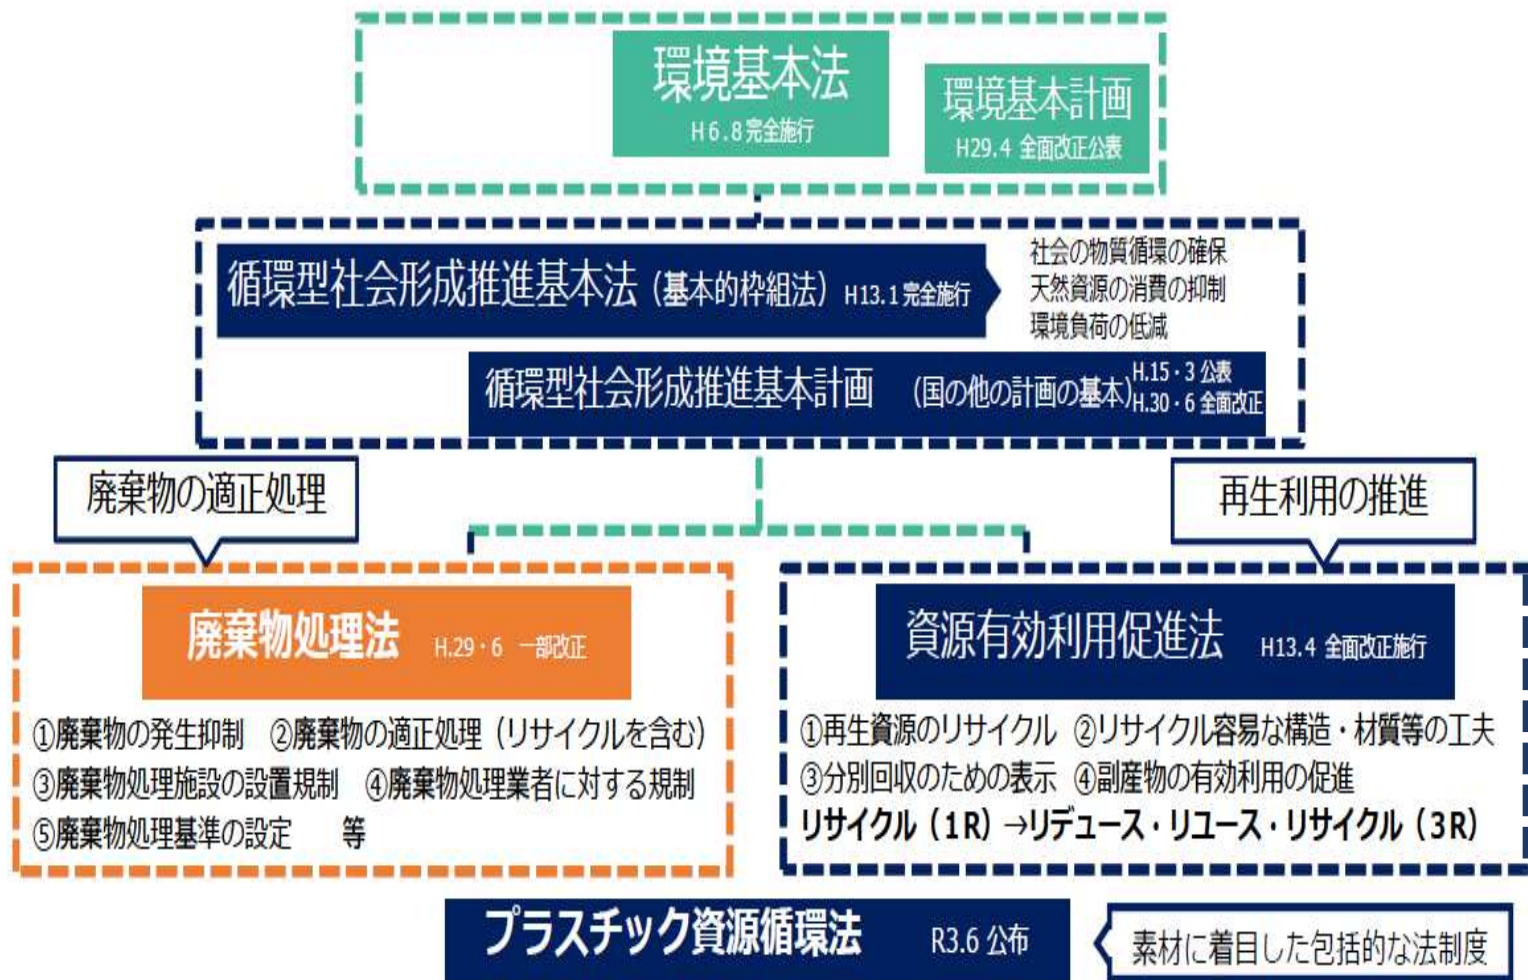 環境基本法
H6.8完全施行
環境基本計画
H29.4 全面改正公表
循環型社会形成推進基本法（基本的枠組法）H13.1完全施行
社会の物質循環の確保
天然資源の消費の抑制
環境負荷の低減
循環型社会形成推進基本計画 （国の他の計画の基本）
H.15・3 公表
H.30・6 全面改正
廃棄物の適正処理
再生利用の推進
廃棄物処理法 H.29・6 一部改正
①廃棄物の発生抑制 ②廃棄物の適正処理（リサイクルを含む）
③廃棄物処理施設の設置規制 ④廃棄物処理業者に対する規制
⑤廃棄物処理基準の設定 等
資源有効利用促進法 H13.4 全面改正施行
①再生資源のリサイクル ②リサイクル容易な構造・材質等の工夫
③分別回収のための表示 ④副産物の有効利用の促進
リサイクル（1R）→リデュース・リユース・リサイクル（3R）
プラスチック資源循環法 R3.6 公布
素材に着目した包括的な法制度